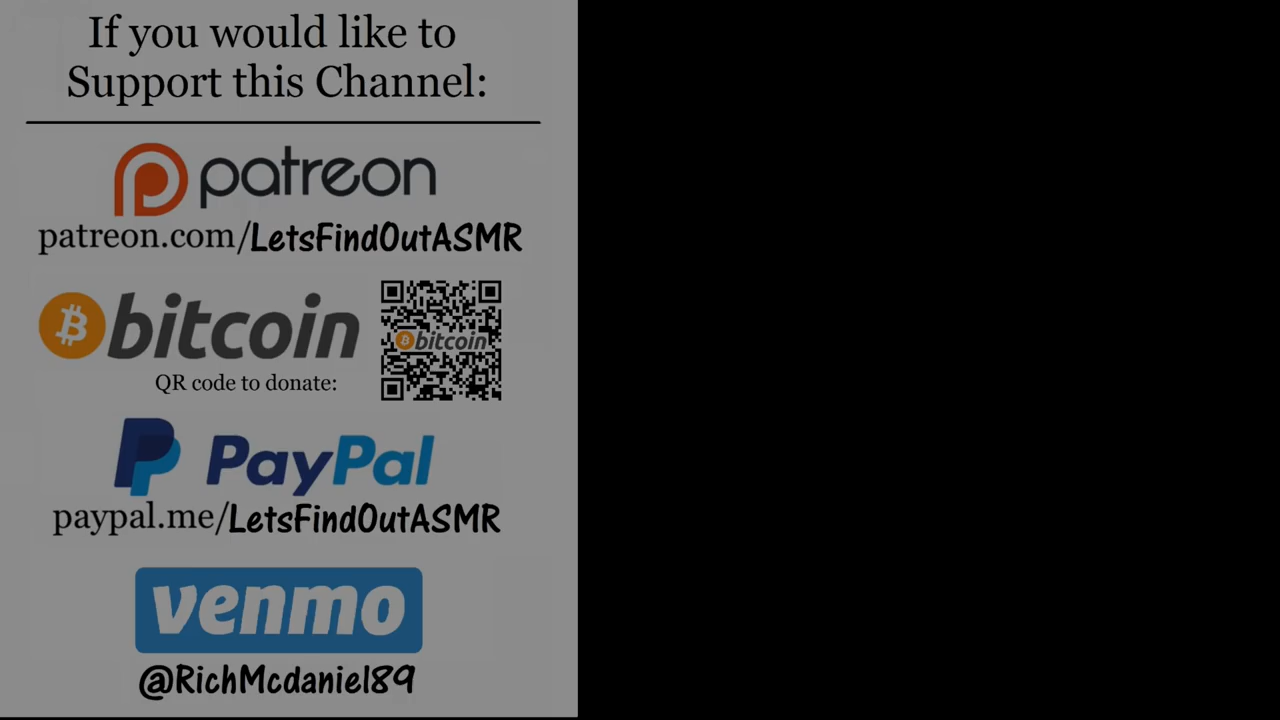 If you would like to
Support this Channel:
patreon
patreon.com/LetsFindOutASMR
bitcoin
bitcoin
QR code to donate:
PayPal
paypal.me/LetsFindOutASMR
venmo
@RichMcdaniel89